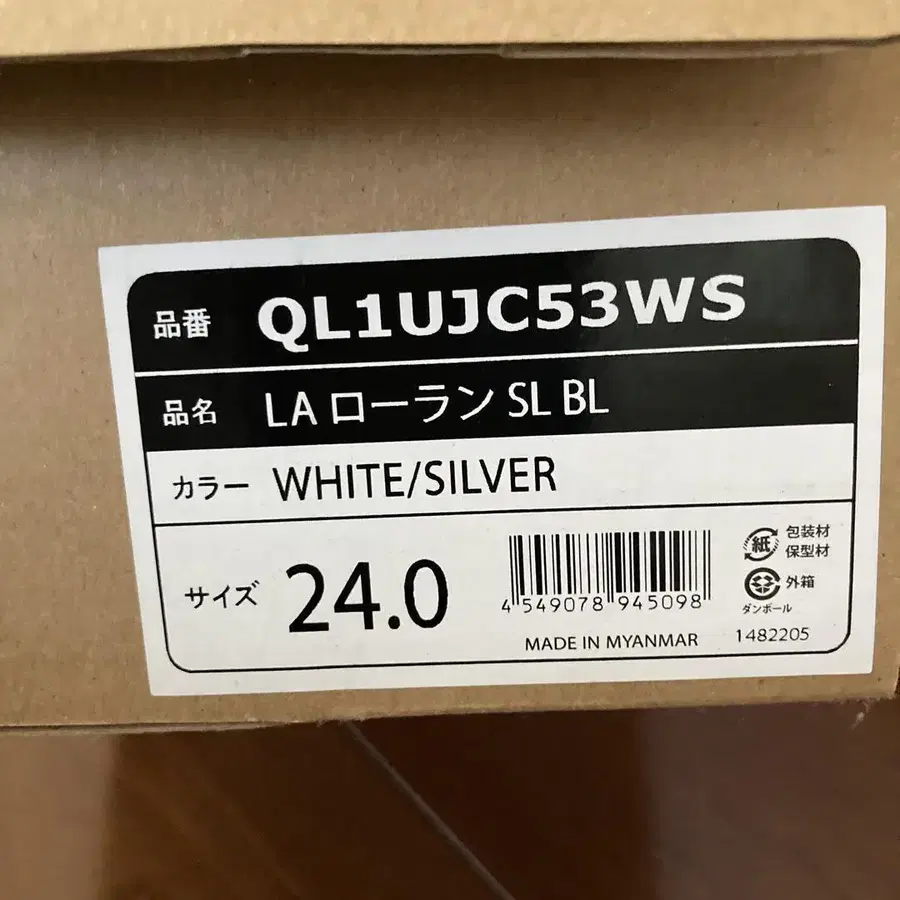 品番 QL1UJC53WS
品名 LA ローラン SL BL
カラー WHITE/SILVER
サイズ 24.0
4 549078 945098
MADE IN MYANMAR
紙 包装材
保型材
外箱
ダンボール
1482205